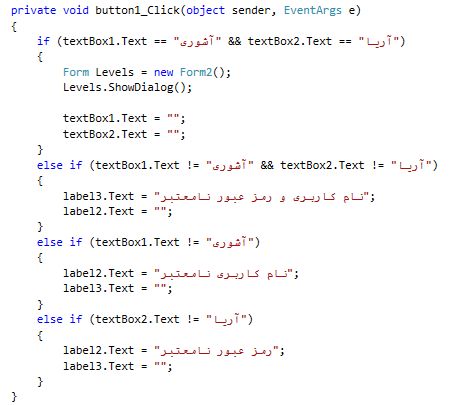 private void button1_Click(object sender, EventArgs e)
{
    if (textBox1.Text == "آشوری" && textBox2.Text == "آریا")
    {
        Form Levels = new Form2();
        Levels.ShowDialog();

        textBox1.Text = "";
        textBox2.Text = "";
    }
    else if (textBox1.Text != "آشوری" && textBox2.Text != "آریا")
    {
        label3.Text = "نام کاربری و رمز عبور نامعتبر";
        label2.Text = "";
    }
    else if (textBox1.Text != "آشوری")
    {
        label2.Text = "نام کاربری نامعتبر";
        label3.Text = "";
    }
    else if (textBox2.Text != "آریا")
    {
        label2.Text = "رمز عبور نامعتبر";
        label3.Text = "";
    }
}